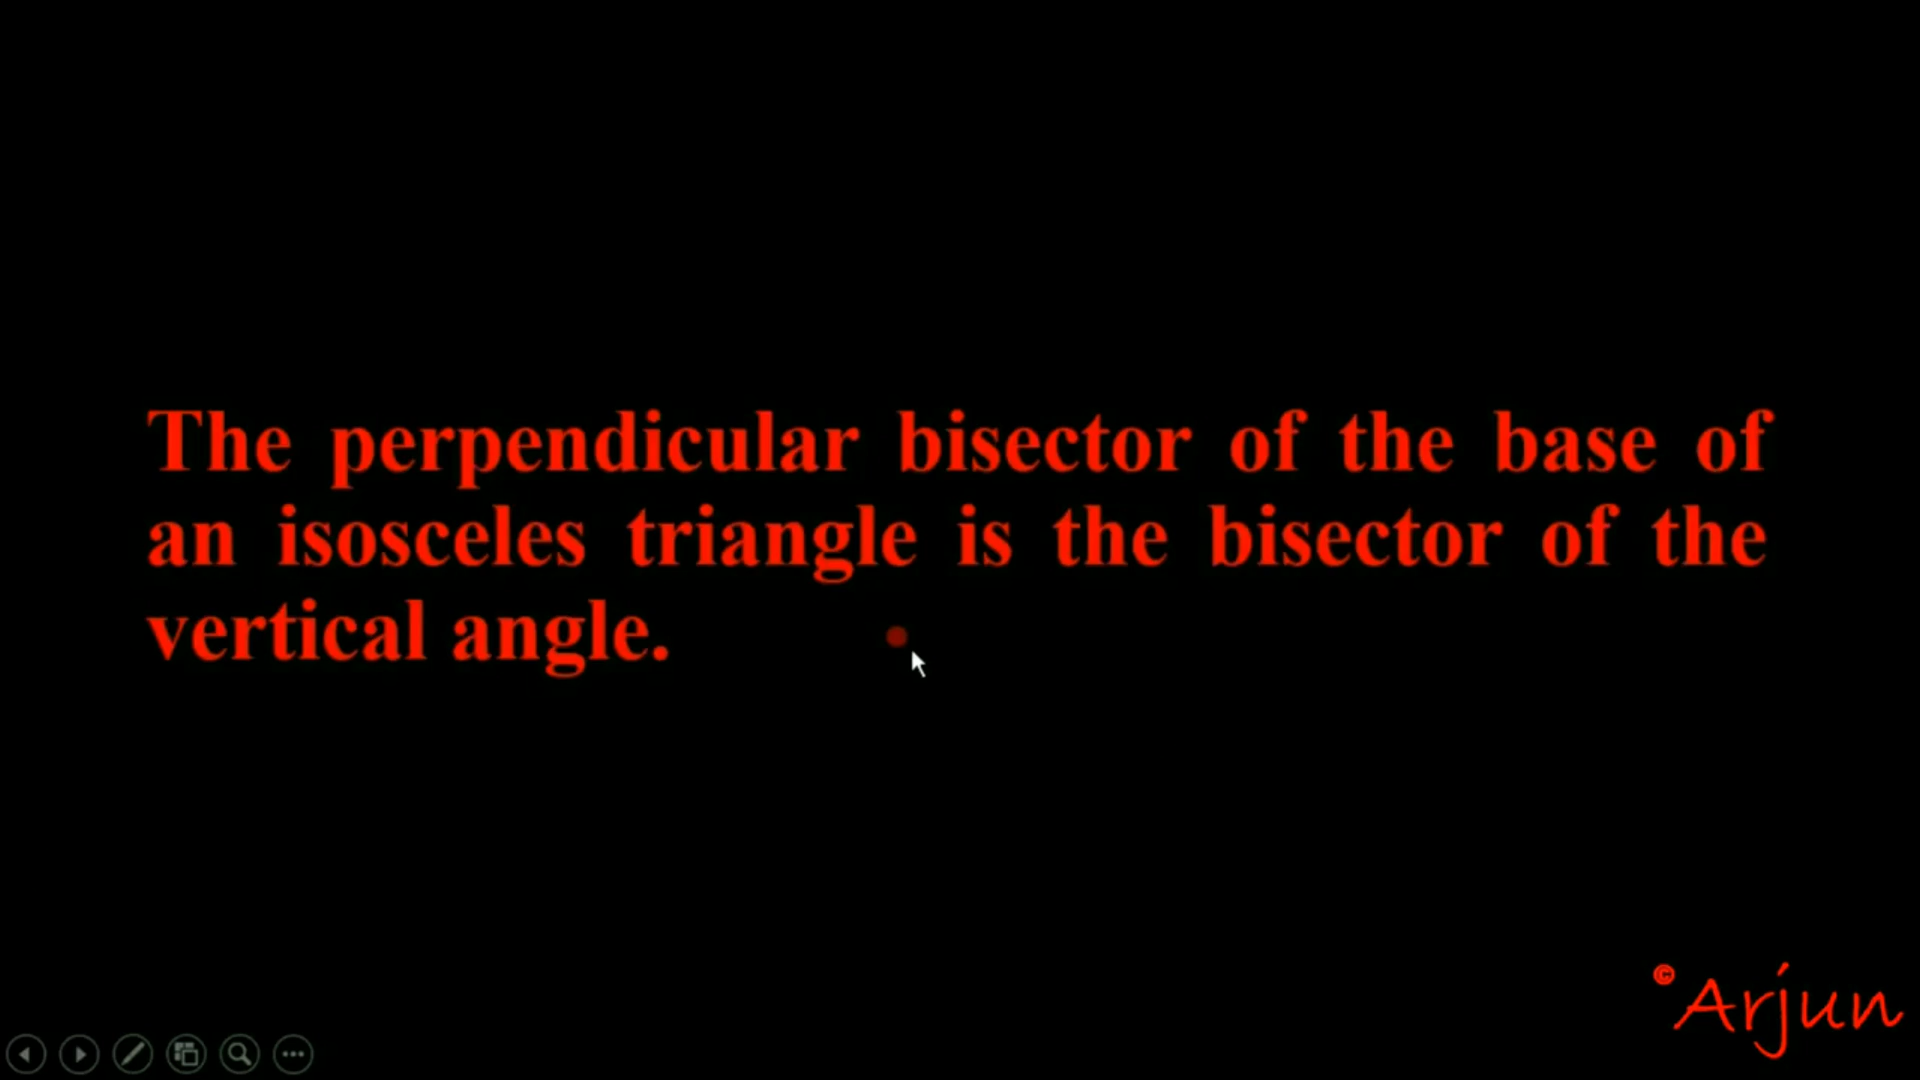 The perpendicular bisector of the base of
an isosceles triangle is the bisector of the
vertical angle.
©Arjun